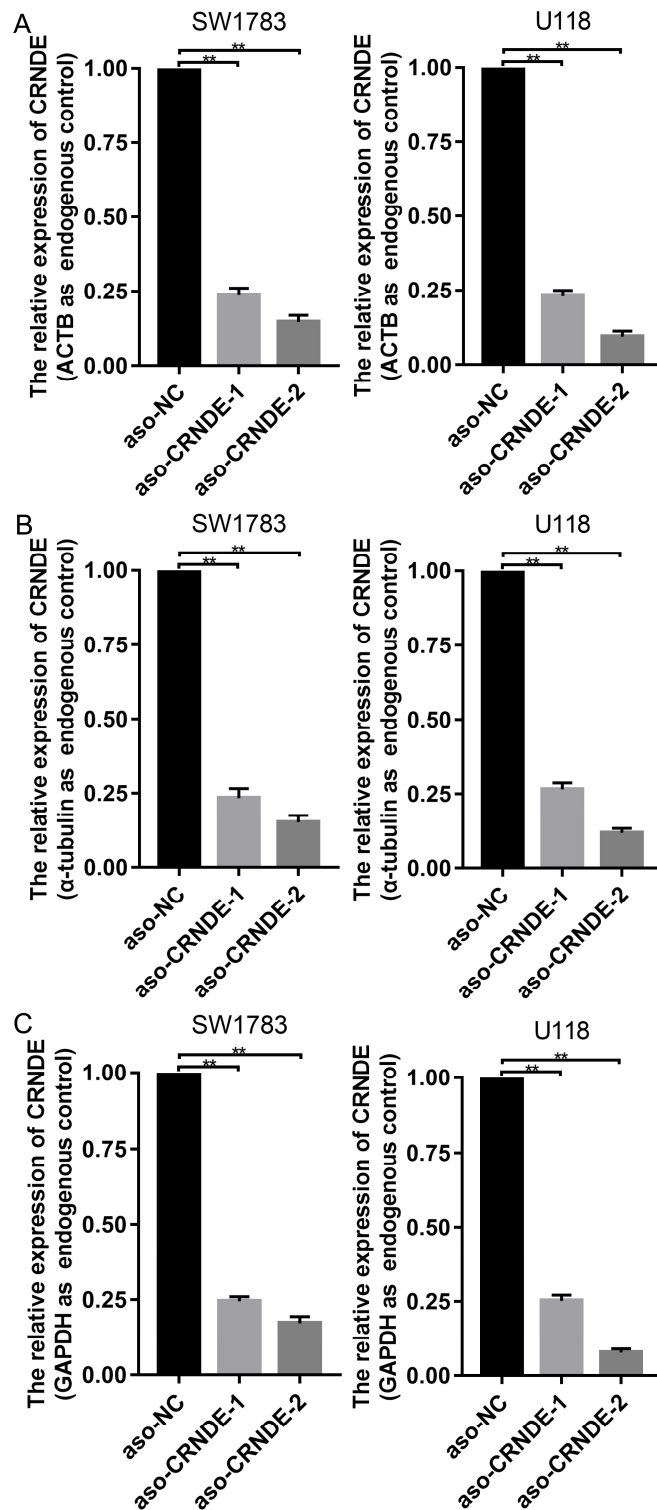 A
SW1783
The relative expression of CRNDE
(ACTB as endogenous control)
1.00
0.75
0.50
0.25
0.00
**
**
aso-NC
aso-CRNDE-1
aso-CRNDE-2
U118
The relative expression of CRNDE
(ACTB as endogenous control)
1.00
0.75
0.50
0.25
0.00
**
**
aso-NC
aso-CRNDE-1
aso-CRNDE-2
B
SW1783
The relative expression of CRNDE
(α-tubulin as endogenous control)
1.00
0.75
0.50
0.25
0.00
**
**
aso-NC
aso-CRNDE-1
aso-CRNDE-2
U118
The relative expression of CRNDE
(α-tubulin as endogenous control)
1.00
0.75
0.50
0.25
0.00
**
**
aso-NC
aso-CRNDE-1
aso-CRNDE-2
C
SW1783
The relative expression of CRNDE
(GAPDH as endogenous control)
1.00
0.75
0.50
0.25
0.00
**
**
aso-NC
aso-CRNDE-1
aso-CRNDE-2
U118
The relative expression of CRNDE
(GAPDH as endogenous control)
1.00
0.75
0.50
0.25
0.00
**
**
aso-NC
aso-CRNDE-1
aso-CRNDE-2